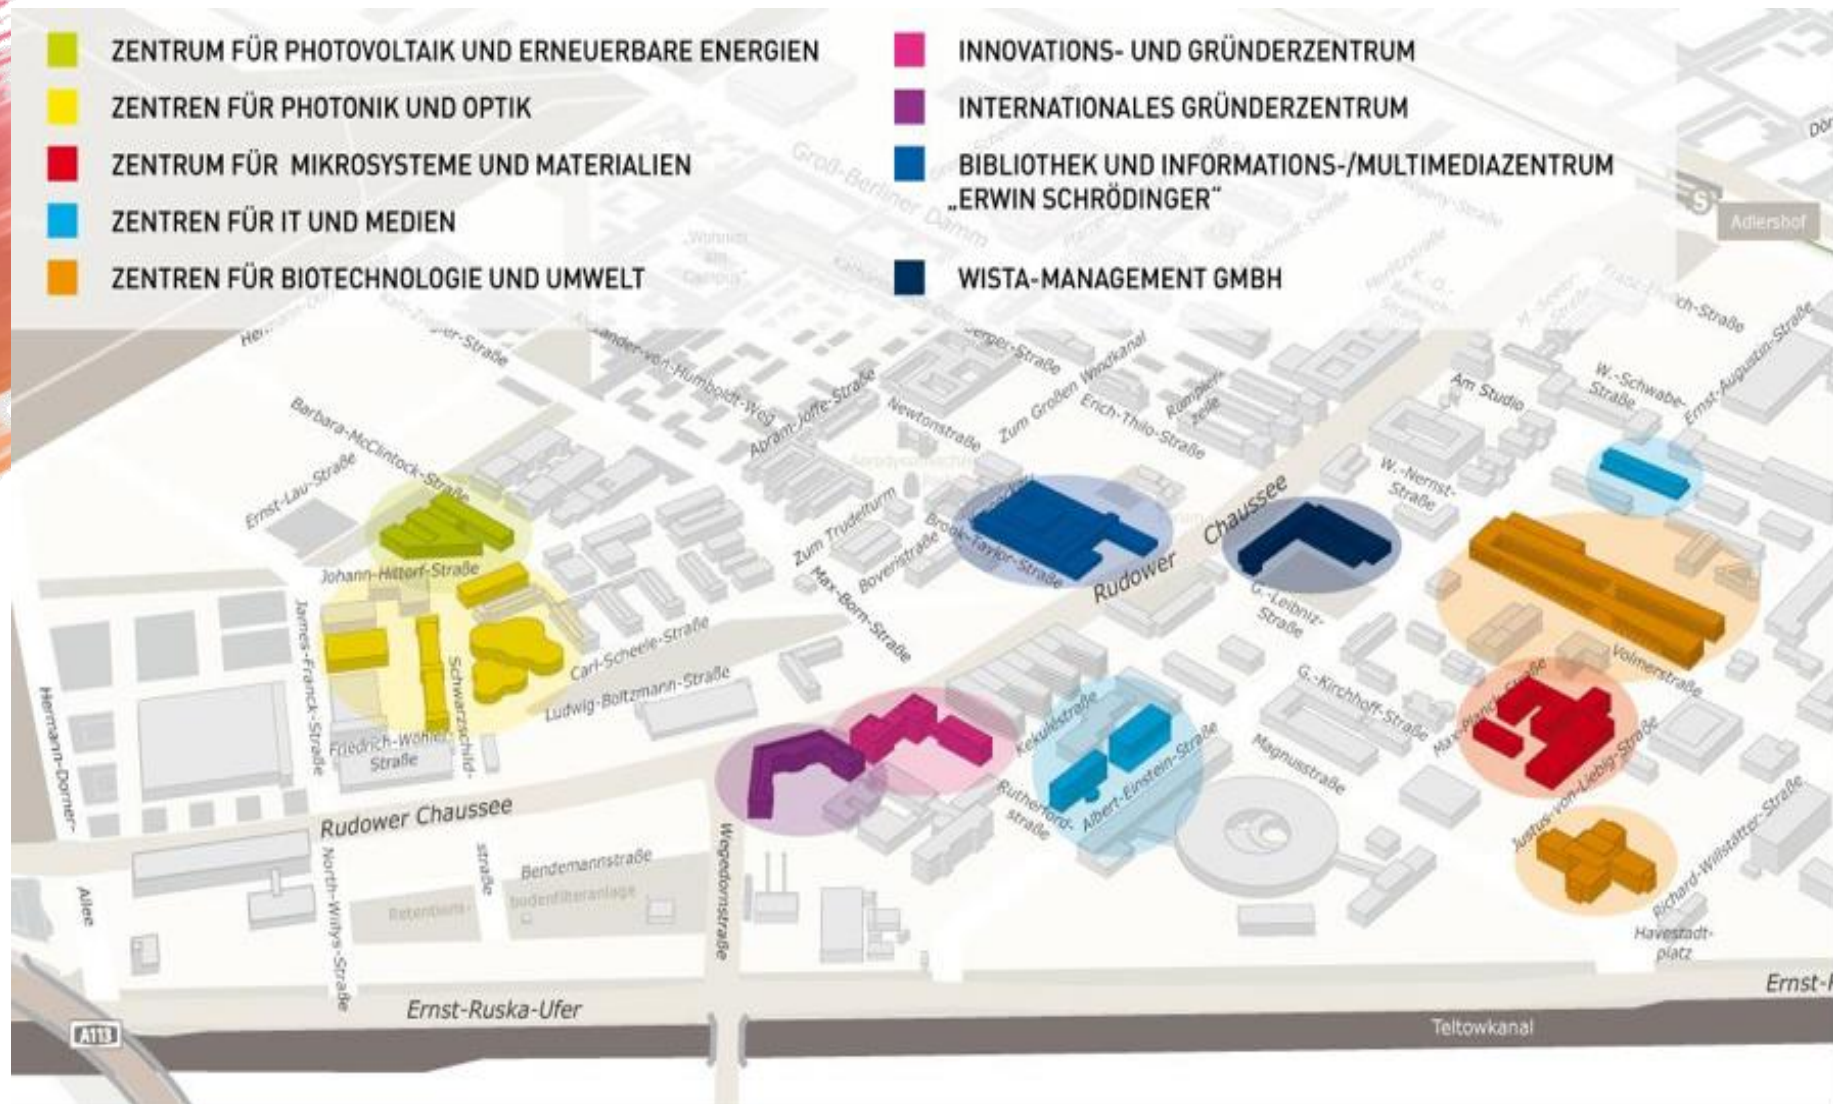 ZENTRUM FÜR PHOTOVOLTAIK UND ERNEUERBARE ENERGIEN
ZENTREN FÜR PHOTONIK UND OPTIK
ZENTRUM FÜR MIKROSYSTEME UND MATERIALIEN
ZENTREN FÜR IT UND MEDIEN
ZENTREN FÜR BIOTECHNOLOGIE UND UMWELT
INNOVATIONS- UND GRÜNDERZENTRUM
INTERNATIONALES GRÜNDERZENTRUM
BIBLIOTHEK UND INFORMATIONS-/MULTIMEDIAZENTRUM
„ERWIN SCHRÖDINGER“
WISTA-MANAGEMENT GMBH
Groß-Berliner Damm
„Wohnen
am
Campus“
S
Adlershof
Ernst-Augustin-Straße
W.-Schwabe-
Straße
Am Studio
W.-Nernst-
Straße
Zum Großen Windkanal
Erich-Thilo-Straße
Rumpler-
zeile
Newtonstraße
Abram-Joffe-Straße
Barbara-McClintock-Straße
Ernst-Lau-Straße
Johann-Hittorf-Straße
Zum Trudelturm
Bovenstraße
Brook-Taylor-Straße
Max-Born-Straße
Rudower Chaussee
G.-Leibniz-
Straße
G.-Kirchhoff-Straße
Magnusstraße
Volmerstraße
Max-Planck-Straße
Justus-von-Liebig-Straße
Richard-Willstätter-Straße
Havestadt-
platz
Carl-Scheele-Straße
Ludwig-Boltzmann-Straße
James-Franck-Straße
Schwarzschild-
straße
Friedrich-Wöhler-
Straße
Hermann-Dorner-
Allee
Kekuléstraße
Rutherford-
straße
Albert-Einstein-Straße
Rudower Chaussee
North-Willys-Straße
Bendemannstraße
Retentions-
bodenfilteranlage
Wagedornstraße
Ernst-Ruska-Ufer
A113
Teltowkanal